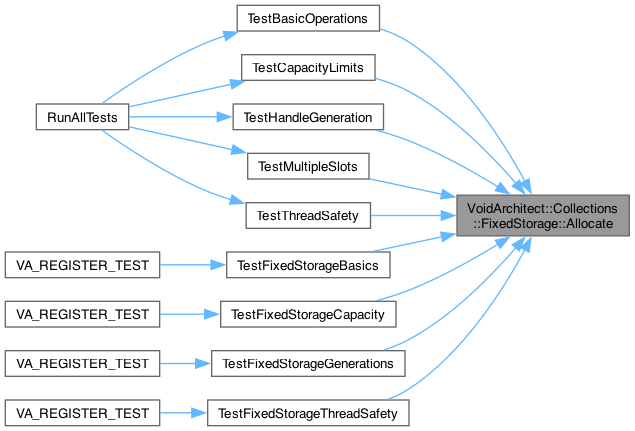 TestBasicOperations
TestCapacityLimits
RunAllTests
TestHandleGeneration
TestMultipleSlots
TestThreadSafety
VoidArchitect::Collections
::FixedStorage::Allocate
VA_REGISTER_TEST
TestFixedStorageBasics
VA_REGISTER_TEST
TestFixedStorageCapacity
VA_REGISTER_TEST
TestFixedStorageGenerations
VA_REGISTER_TEST
TestFixedStorageThreadSafety